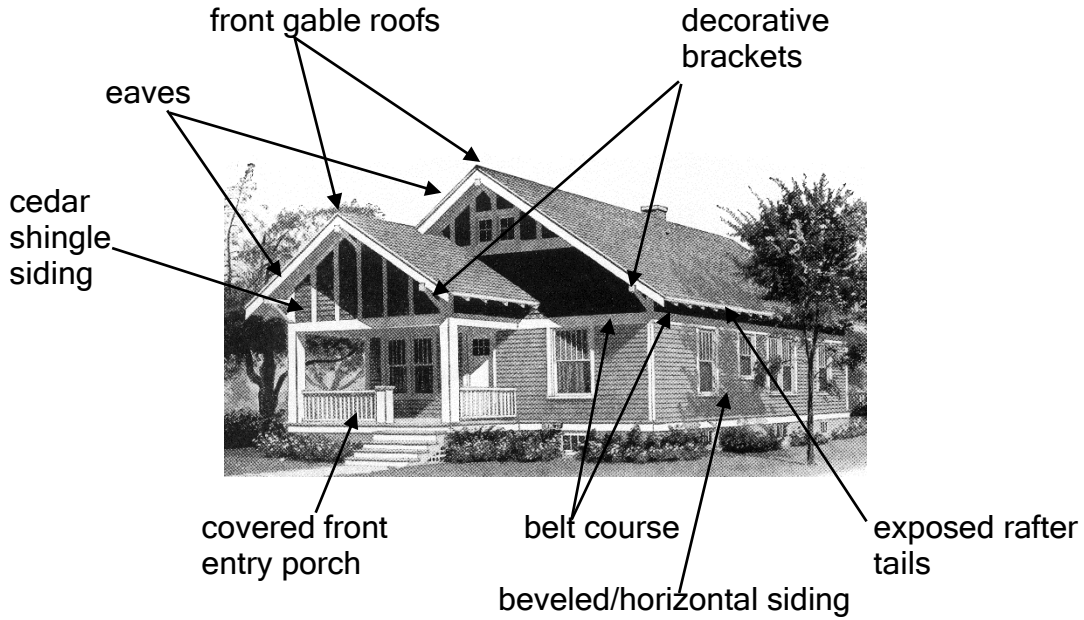 front gable roofs
decorative
brackets
eaves
cedar
shingle
siding
covered front
entry porch
belt course
exposed rafter
tails
beveled/horizontal siding